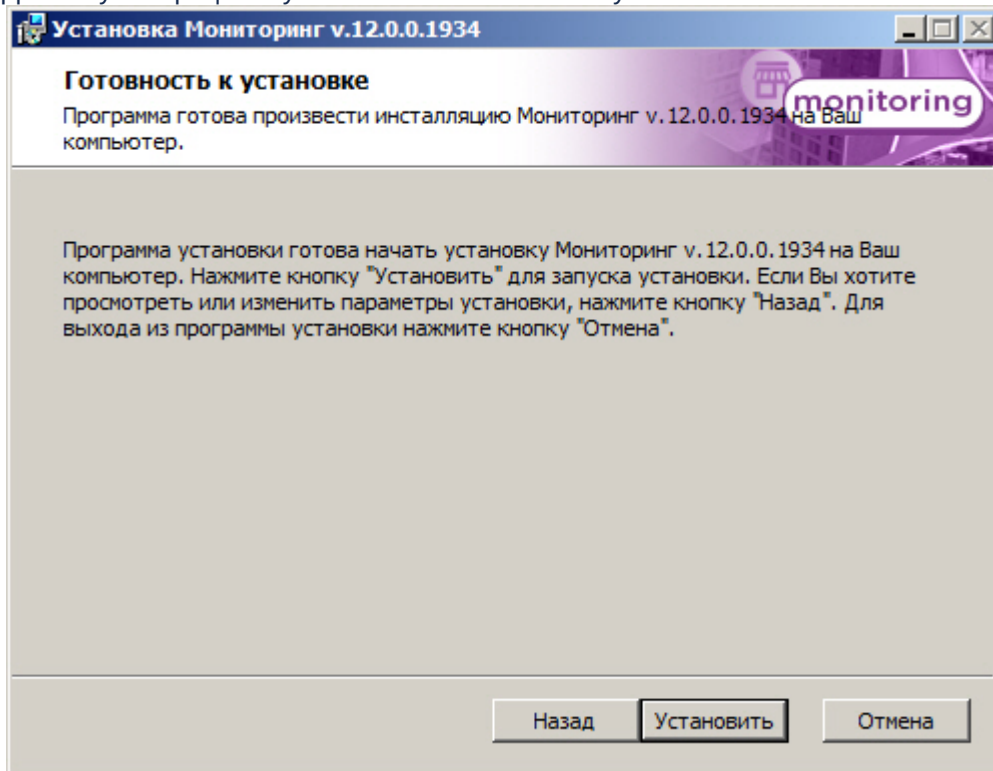 Установка Мониторинг v.12.0.0.1934
Готовность к установке
Программа готова произвести инсталляцию Мониторинг v.12.0.0.1934 на Ваш
компьютер.
monitoring
Программа установки готова начать установку Мониторинг v.12.0.0.1934 на Ваш
компьютер. Нажмите кнопку "Установить" для запуска установки. Если Вы хотите
просмотреть или изменить параметры установки, нажмите кнопку "Назад". Для
выхода из программы установки нажмите кнопку "Отмена".
Назад Установить Отмена